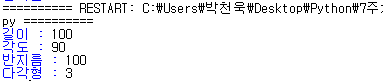 ========== RESTART: C:\Users\박천욱\Desktop\Python\7주
py ==========
길이 : 100
각도 : 90
반지름 : 100
다각형 : 3